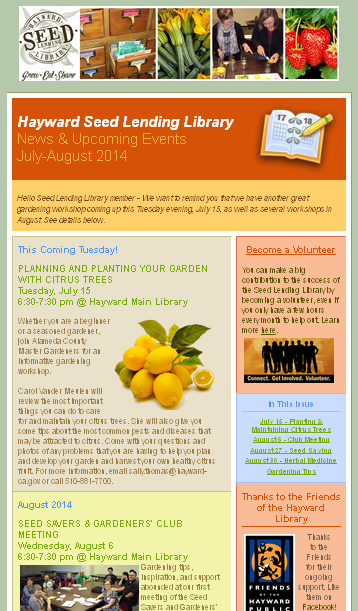 HAYWARD
SEED
LENDING
LIBRARY
Grow · Eat · Share
Hayward Seed Lending Library
News & Upcoming Events
July-August 2014
17 18
Hello Seed Lending Library member - We want to remind you that we have another great
gardening workshop coming up this Tuesday evening, July 15, as well as several workshops in
August. See details below.
This Coming Tuesday!
PLANNING AND PLANTING YOUR GARDEN
WITH CITRUS TREES
Tuesday, July 15
6:30-7:30 pm @ Hayward Main Library
Whether you are a beginner
or a seasoned gardener,
join Alameda County
Master Gardeners for an
informative gardening
workshop.
Carol Vander Meulen will
review the most important
things you can do to care
for and maintain your citrus trees. She will also give you
some tips about the most common pests and diseases that
may be attracted to citrus. Come with your questions and
photos of any problems that you are having to help you plan
and develop your garden and harvest your own healthy citrus
fruit. For more information, email sally.thomas@hayward-
ca.gov or call 510-881-7700.
August 2014
SEED SAVERS & GARDENERS' CLUB
MEETING
Wednesday, August 6
6:30-7:30 pm @ Hayward Main Library
Gardening tips,
inspiration, and support
abounded at our first
meeting of the Seed
Savers and Gardeners'
Become a Volunteer
You can make a big
contribution to the success of
the Seed Lending Library by
becoming a volunteer, even if
you only have a few hours
every month to help out. Learn
more here.
Connect. Get Involved. Volunteer.
In This Issue
July 15 - Planting &
Maintaining Citrus Trees
August 6 - Club Meeting
August 27 - Seed Saving
August 30 - Herbal Medicine
Gardening Tips
Thanks to the Friends
of the Hayward
Library
FRIENDS
OF THE
HAYWARD
PUBLIC
Thanks
to the
Friends
for their
ongoing
support.
Like them
on
Facebook!